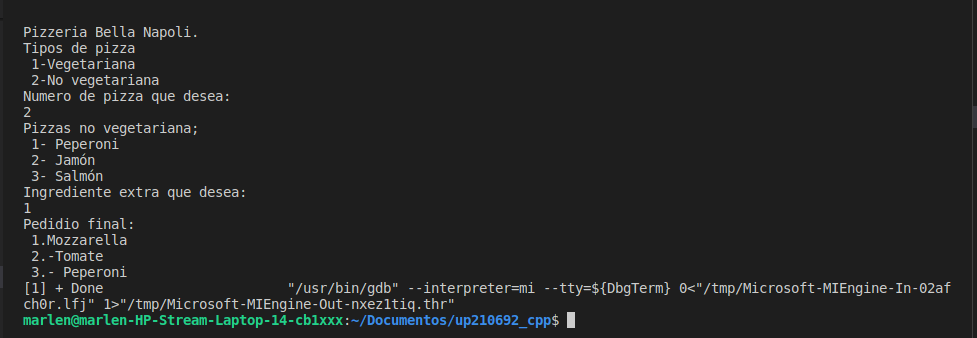 Pizzeria Bella Napoli.
Tipos de pizza
1-Vegetariana
2-No vegetariana
Numero de pizza que desea:
2
Pizzas no vegetariana;
1- Peperoni
2- Jamón
3- Salmón
Ingrediente extra que desea:
1
Pedidio final:
1.Mozzarella
2.-Tomate
3.- Peperoni
[1] + Done "/usr/bin/gdb" --interpreter=mi --tty=${DbgTerm} 0<"/tmp/Microsoft-MIEngine-In-02af
ch0r.lfj" 1>"/tmp/Microsoft-MIEngine-Out-nxez1tiq.thr"
marlen@marlen-HP-Stream-Laptop-14-cb1xxx:~/Documentos/up210692_cpp$